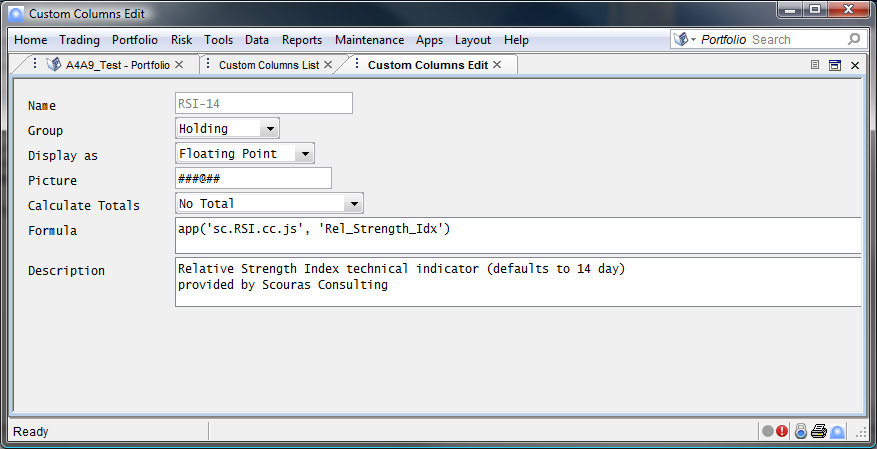 Custom Columns Edit
Home Trading Portfolio Risk Tools Data Reports Maintenance Apps Layout Help Portfolio Search
A4A9_Test - Portfolio Custom Columns List Custom Columns Edit
Name RSI-14
Group Holding
Display as Floating Point
Picture ###@##
Calculate Totals No Total
Formula app('sc.RSI.cc.js', 'Rel_Strength_Idx')
Description Relative Strength Index technical indicator (defaults to 14 day)
provided by Scouras Consulting
Ready